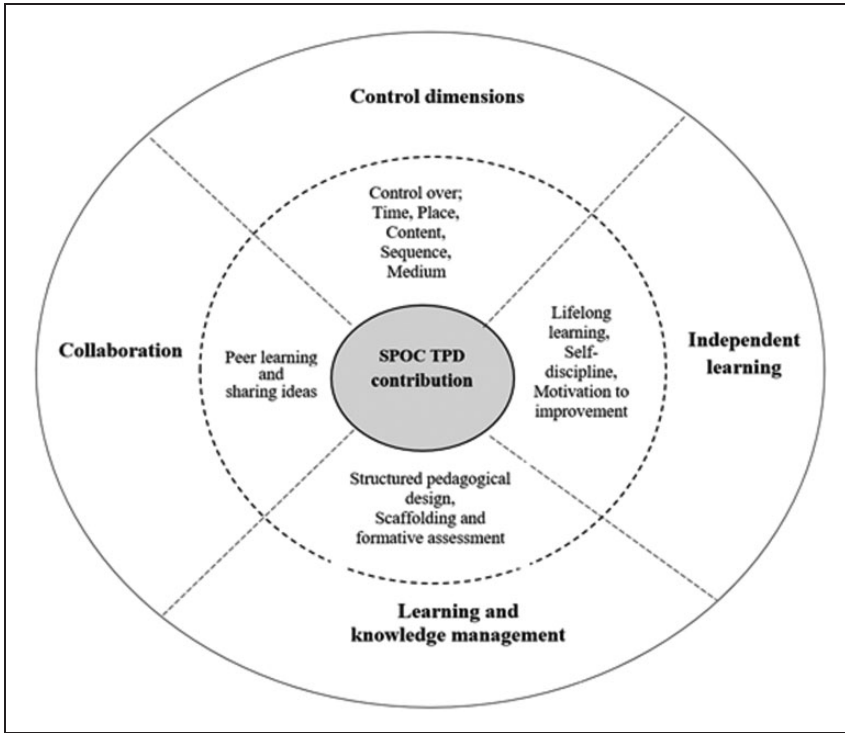 Control dimensions
Control over;
Time, Place,
Content,
Sequence,
Medium
Collaboration
Peer learning
and
sharing ideas
SPOC TPD
contribution
Lifelong
learning,
Self-
discipline,
Motivation to
improvement
Independent
learning
Structured pedagogical
design,
Scaffolding and
formative assessment
Learning and
knowledge management